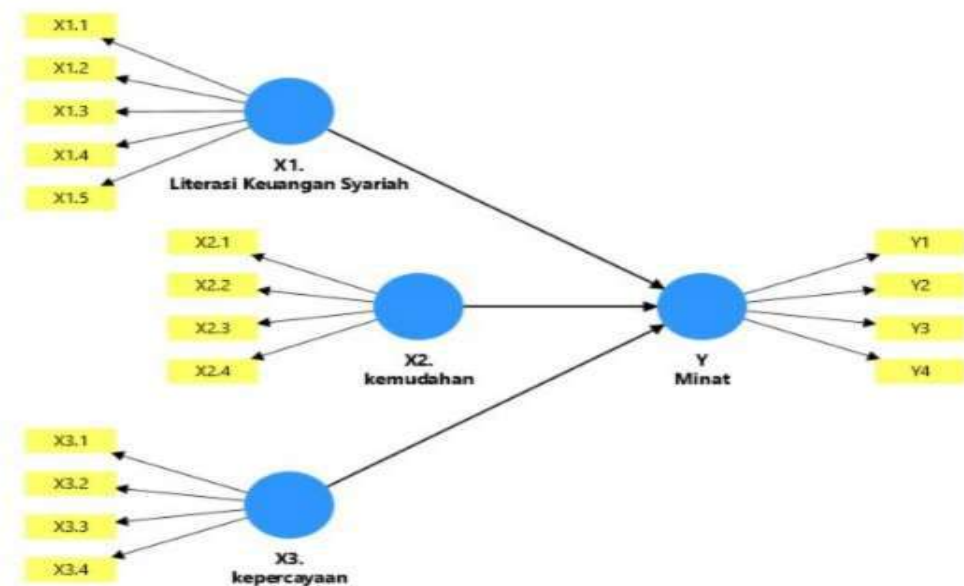 X1.1
X1.2
X1.3
X1.4
X1.5
X1.
Literasi Keuangan Syariah
X2.1
X2.2
X2.3
X2.4
X2.
kemudahan
Y
Minat
Y1
Y2
Y3
Y4
X3.1
X3.2
X3.3
X3.4
X3.
kepercayaan